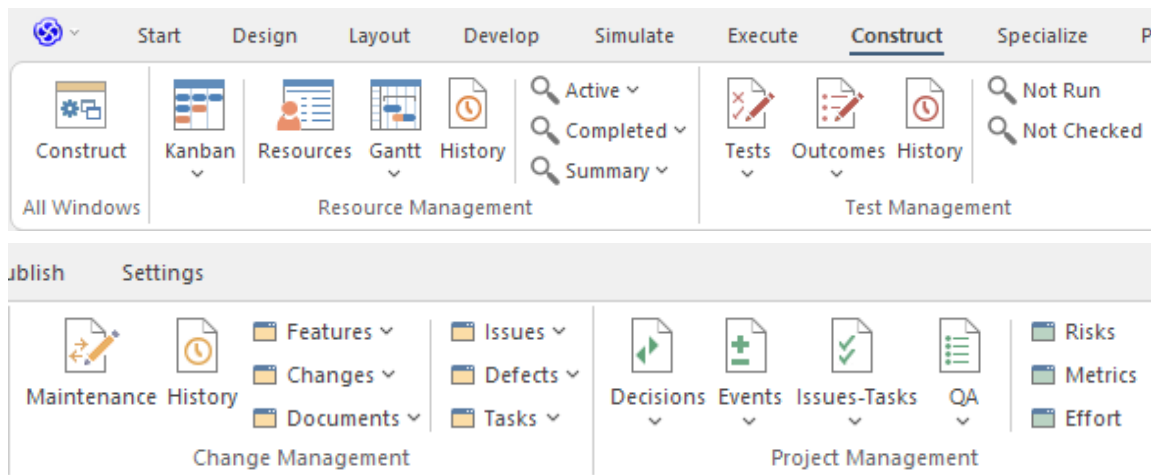 Start Design Layout Develop Simulate Execute Construct Specialize P
Construct
All Windows
Kanban Resources Gantt History
Active
Completed
Summary
Resource Management
Tests Outcomes History
Not Run
Not Checked
Test Management
ublish Settings
Maintenance History
Features
Changes
Documents
Issues
Defects
Tasks
Change Management
Decisions Events Issues-Tasks QA
Risks
Metrics
Effort
Project Management